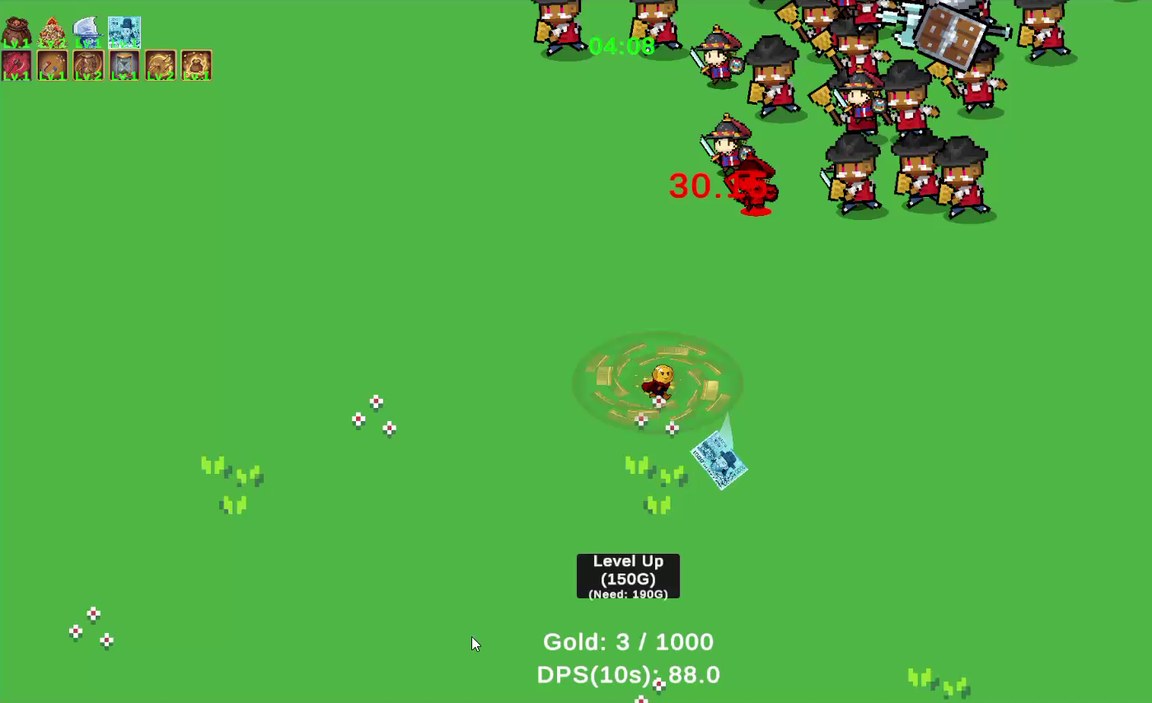 04:08
Level Up
(150G)
(Need: 190G)
Gold: 3 / 1000
DPS(10s): 88.0